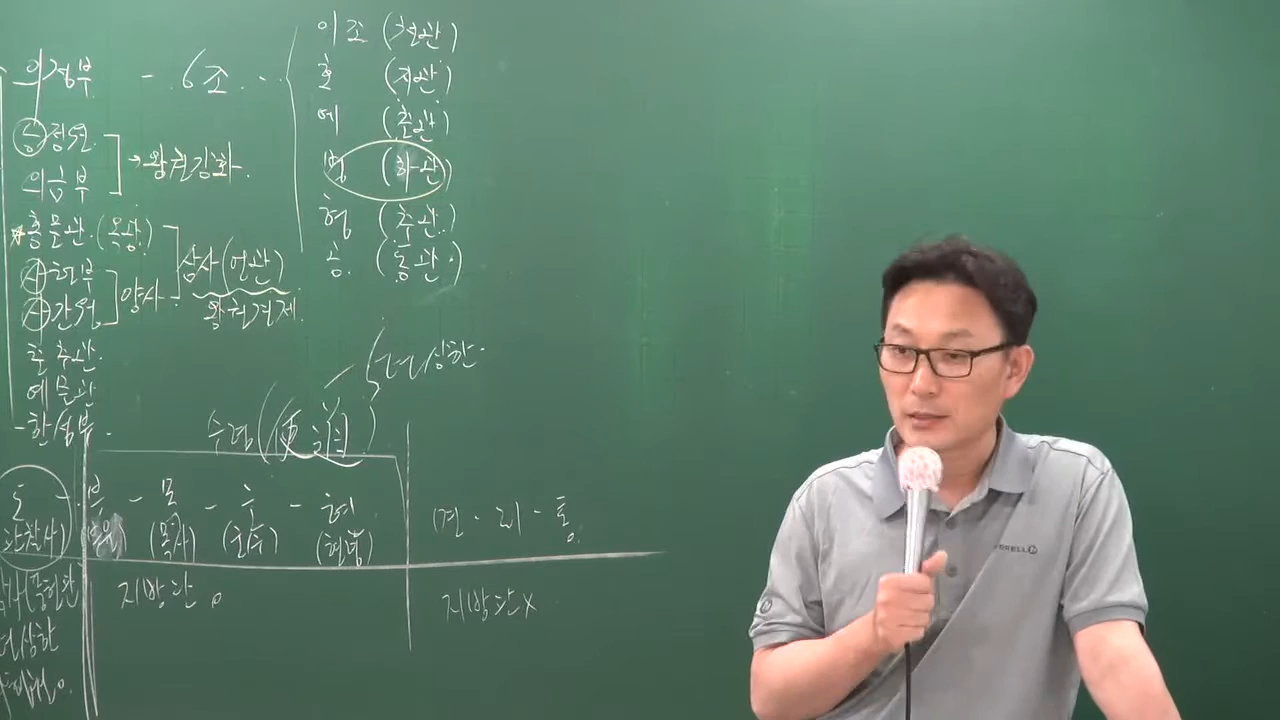 의정부 - 6조
승정원
의금부
→ 왕권강화.
홍문관.(옥당)
사헌부
사간원
양사
삼사(언관)
왕권견제.
춘추관.
예문관
한성부.
이조 (천관)
호 (지관)
예 (춘관)
병 (하관)
형 (추관)
공. (동관)
수령(
더 상한
도 - 부 - 목 - - 현
(목사) (현령)
면 - 리 - 통.
지방관 o
지방관 x